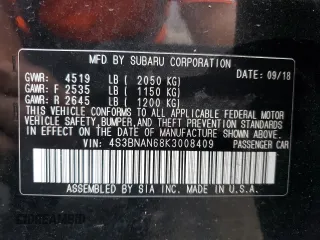 MFD BY SUBARU CORPORATION
GVWR: 4519 LB ( 2050 KG) DATE: 09/18
GAWR: F 2535 LB ( 1150 KG)
GAWR: R 2645 LB ( 1200 KG)
THIS VEHICLE CONFORMS TO ALL APPLICABLE FEDERAL MOTOR
VEHICLE SAFETY, BUMPER, AND THEFT PREVENTION STANDARDS
IN EFFECT ON THE DATE OF MANUFACTURE SHOWN ABOVE.
VIN: 4S3BNAN68K3008409 PASSENGER CAR
ASSEMBLED BY SIA INC. MADE IN U.S.A.